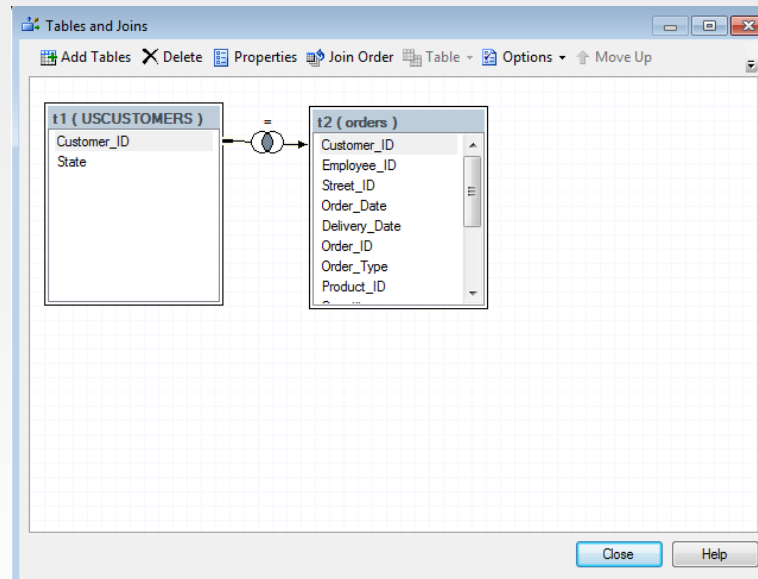 Tables and Joins
Add Tables Delete Properties Join Order Table Options Move Up
t1 ( USCUSTOMERS )
Customer_ID
State
=
t2 ( orders )
Customer_ID
Employee_ID
Street_ID
Order_Date
Delivery_Date
Order_ID
Order_Type
Product_ID
Close Help